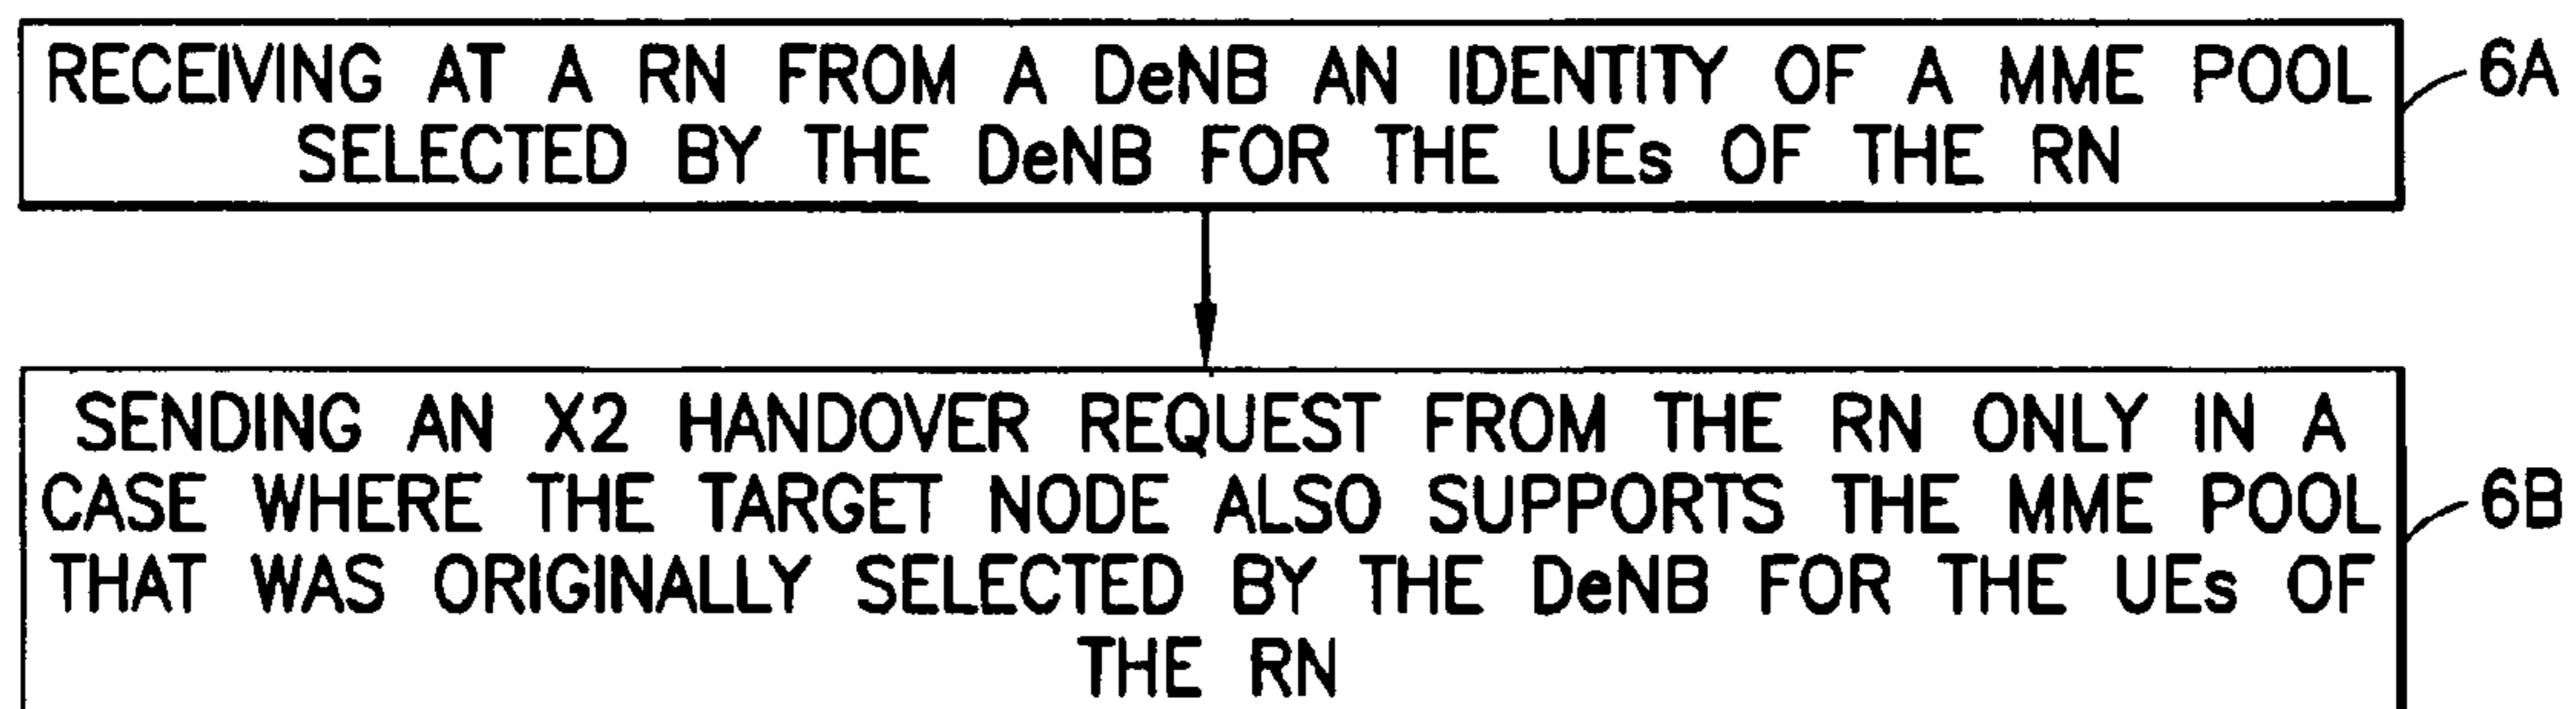 RECEIVING AT A RN FROM A DeNB AN IDENTITY OF A MME POOL
SELECTED BY THE DeNB FOR THE UEs OF THE RN
6A
SENDING AN X2 HANDOVER REQUEST FROM THE RN ONLY IN A
CASE WHERE THE TARGET NODE ALSO SUPPORTS THE MME POOL
THAT WAS ORIGINALLY SELECTED BY THE DeNB FOR THE UEs OF
THE RN
6B